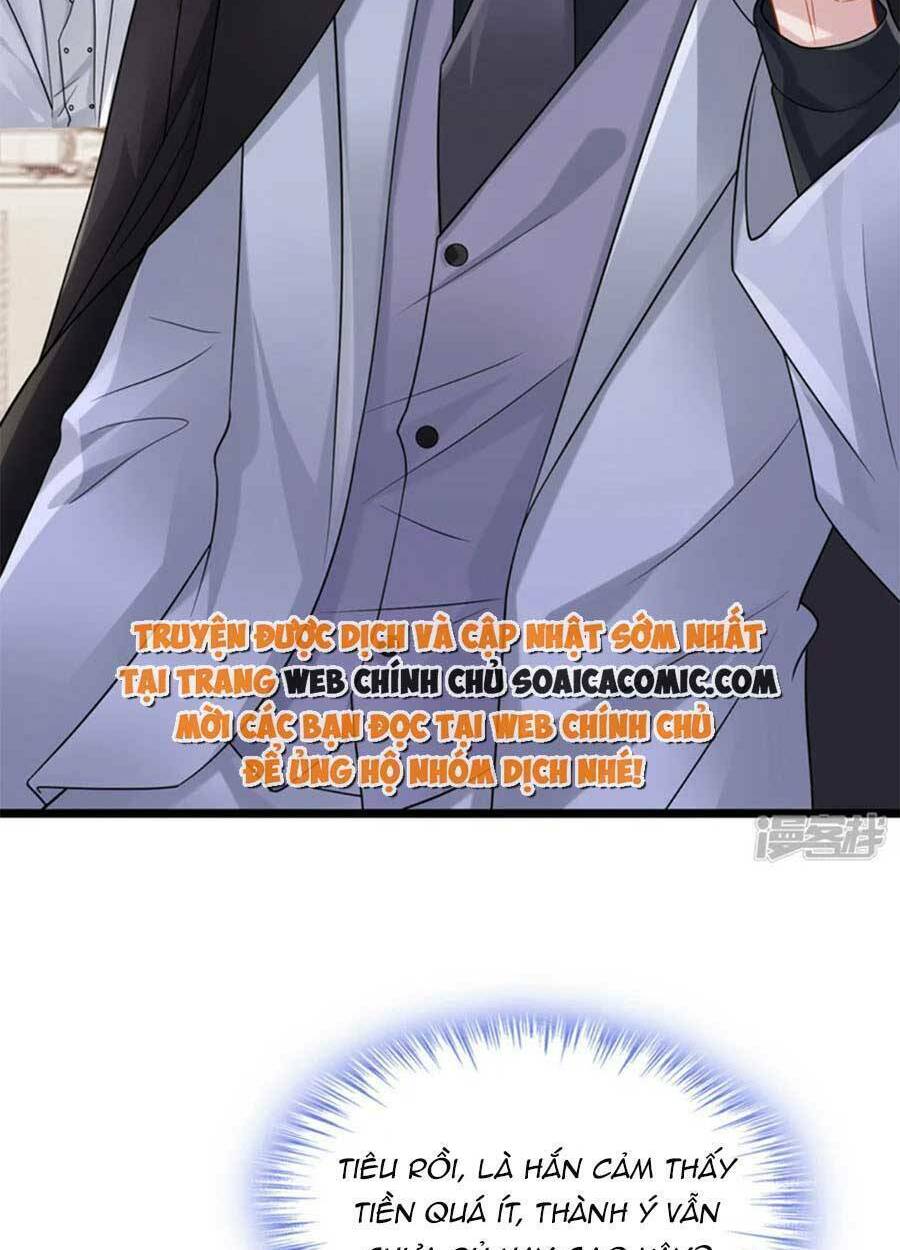 TRUYỆN ĐƯỢC DỊCH VÀ CẬP NHẬT SỚM NHẤT
TẠI TRANG WEB CHÍNH CHỦ SOAICACOMIC.COM
MỜI CÁC BẠN ĐỌC TẠI WEB CHÍNH CHỦ
ĐỂ ỦNG HỘ NHÓM DỊCH NHÉ!
漫客栈
TIÊU RỒI, LÀ HẮN CẢM THẤY
TIỀN QUÁ ÍT, THÀNH Ý VẪN